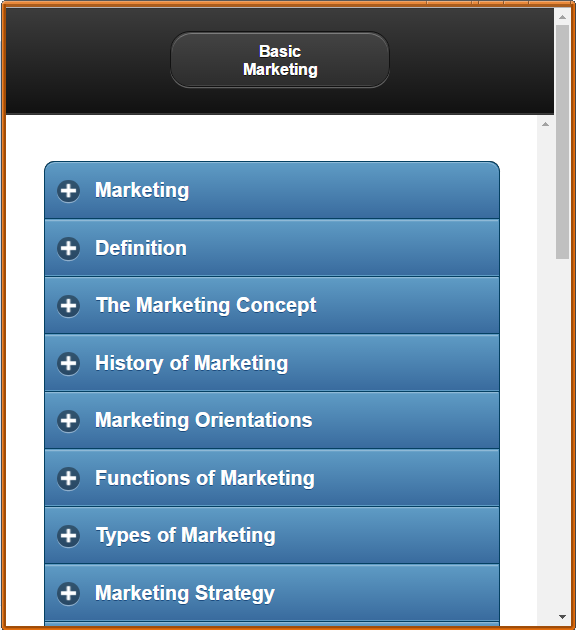 Basic
Marketing
Marketing
Definition
The Marketing Concept
History of Marketing
Marketing Orientations
Functions of Marketing
Types of Marketing
Marketing Strategy